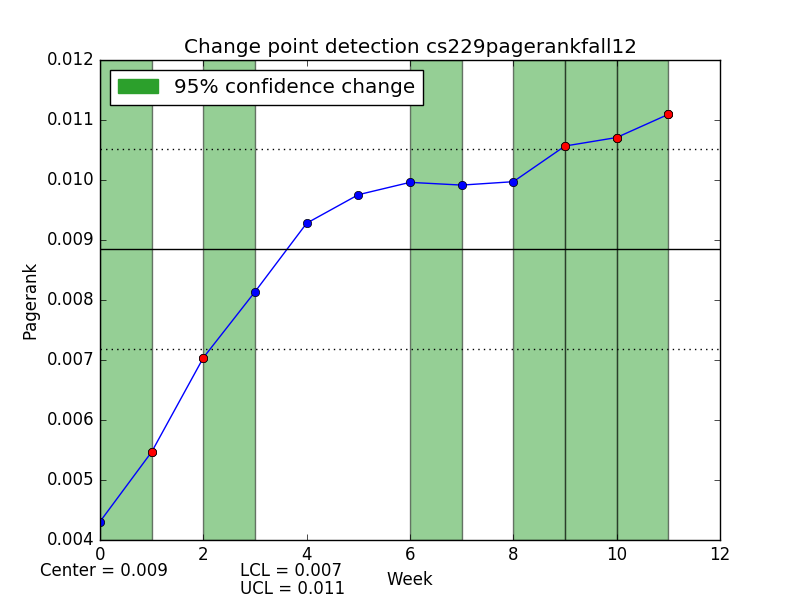 Change point detection cs229pagerankfall12
95% confidence change
0.012
0.011
0.010
0.009
0.008
0.007
0.006
0.005
0.004
Pagerank
0 2 4 6 8 10 12
Week
Center = 0.009
LCL = 0.007
UCL = 0.011